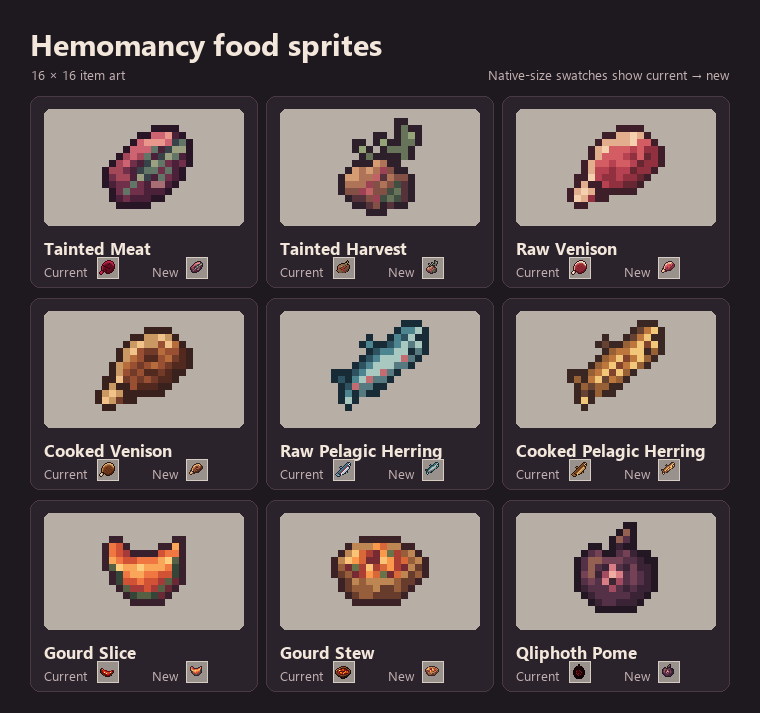 Hemomancy food sprites
16 × 16 item art
Native-size swatches show current → new
Tainted Meat
Current New
Tainted Harvest
Current New
Raw Venison
Current New
Cooked Venison
Current New
Raw Pelagic Herring
Current New
Cooked Pelagic Herring
Current New
Gourd Slice
Current New
Gourd Stew
Current New
Qliphoth Pome
Current New